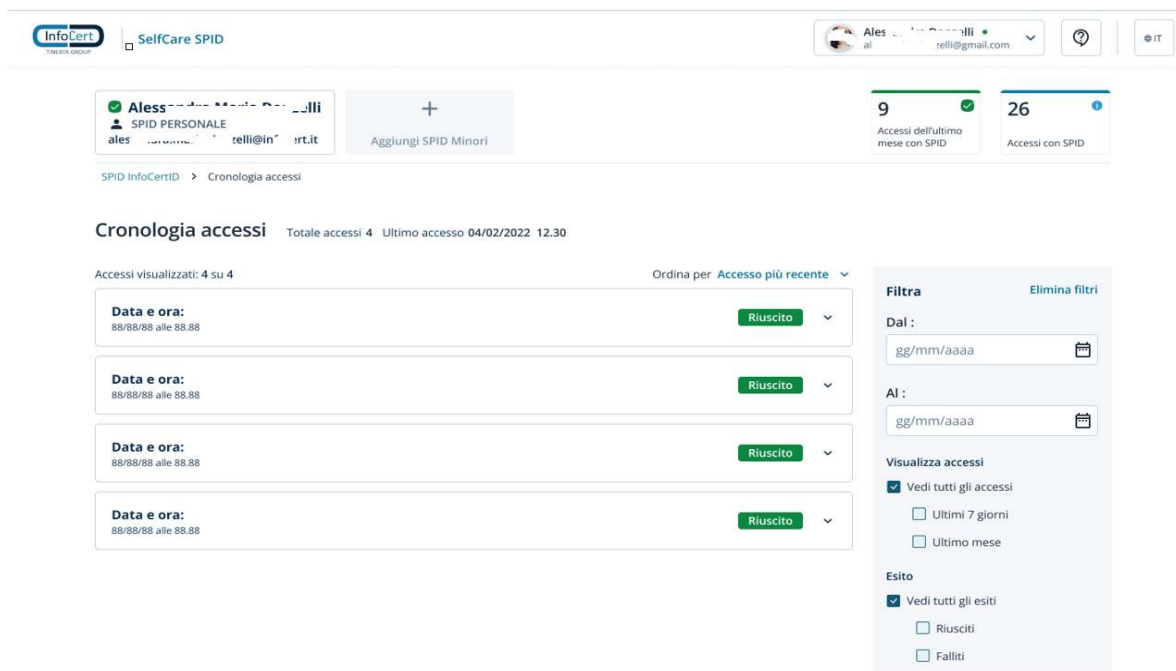 InfoCert
TINEXTA GROUP
SelfCare SPID
al
@gmail.com
IT
SPID PERSONALE
Aggiungi SPID Minori
9
Accessi dell'ultimo
mese con SPID
26
Accessi con SPID
SPID InfoCertID > Cronologia accessi
Cronologia accessi Totale accessi 4 Ultimo accesso 04/02/2022 12.30
Accessi visualizzati: 4 su 4
Ordina per Accesso più recente
Data e ora:
88/88/88 alle 88.88
Riuscito
Data e ora:
88/88/88 alle 88.88
Riuscito
Data e ora:
88/88/88 alle 88.88
Riuscito
Data e ora:
88/88/88 alle 88.88
Riuscito
Filtra
Elimina filtri
Dal :
gg/mm/aaaa
Al :
gg/mm/aaaa
Visualizza accessi
Vedi tutti gli accessi
Ultimi 7 giorni
Ultimo mese
Esito
Vedi tutti gli esiti
Riusciti
Falliti